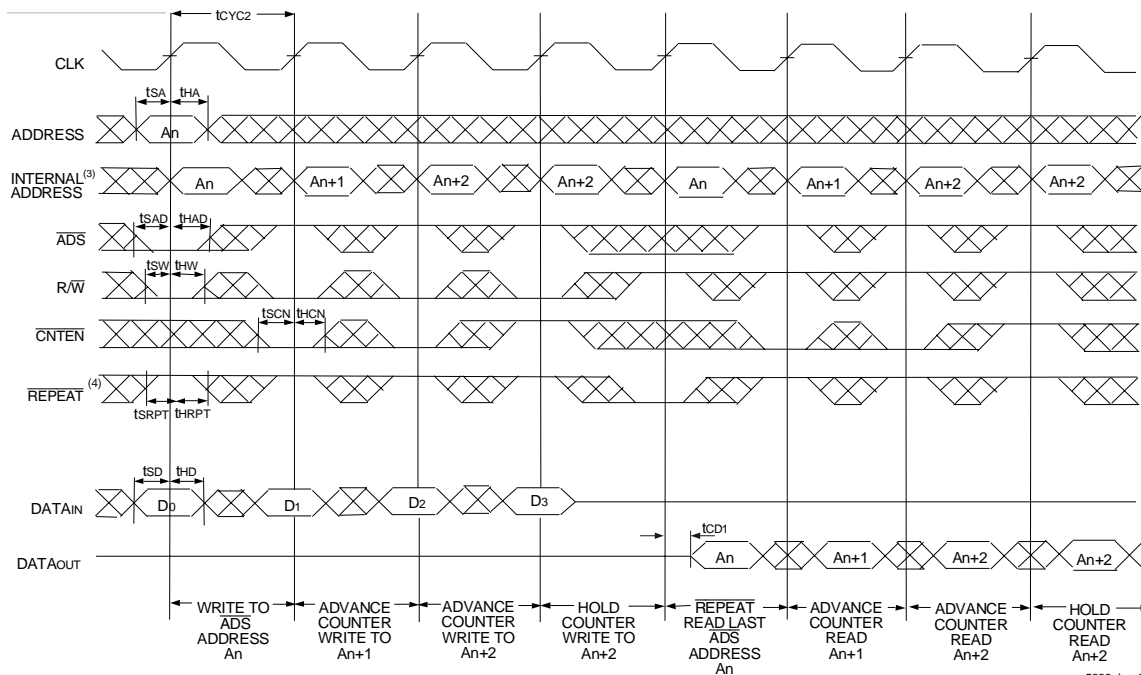 tCYC2
CLK
tSA tHA
ADDRESS An
INTERNAL(3) ADDRESS An An+1 An+2 An+2 An An+1 An+2 An+2
tSAD tHAD
ADS
tSW tHW
R/W
tSCN tHCN
CNTEN
REPEAT (4)
tSRPT tHRPT
tSD tHD
DATAIN D0 D1 D2 D3
tCD1
DATAOUT An An+1 An+2 An+2
WRITE TO ADS ADDRESS An
ADVANCE COUNTER WRITE TO An+1
ADVANCE COUNTER WRITE TO An+2
HOLD COUNTER WRITE TO An+2
REPEAT READ LAST ADS ADDRESS An
ADVANCE COUNTER READ An+1
ADVANCE COUNTER READ An+2
HOLD COUNTER READ An+2